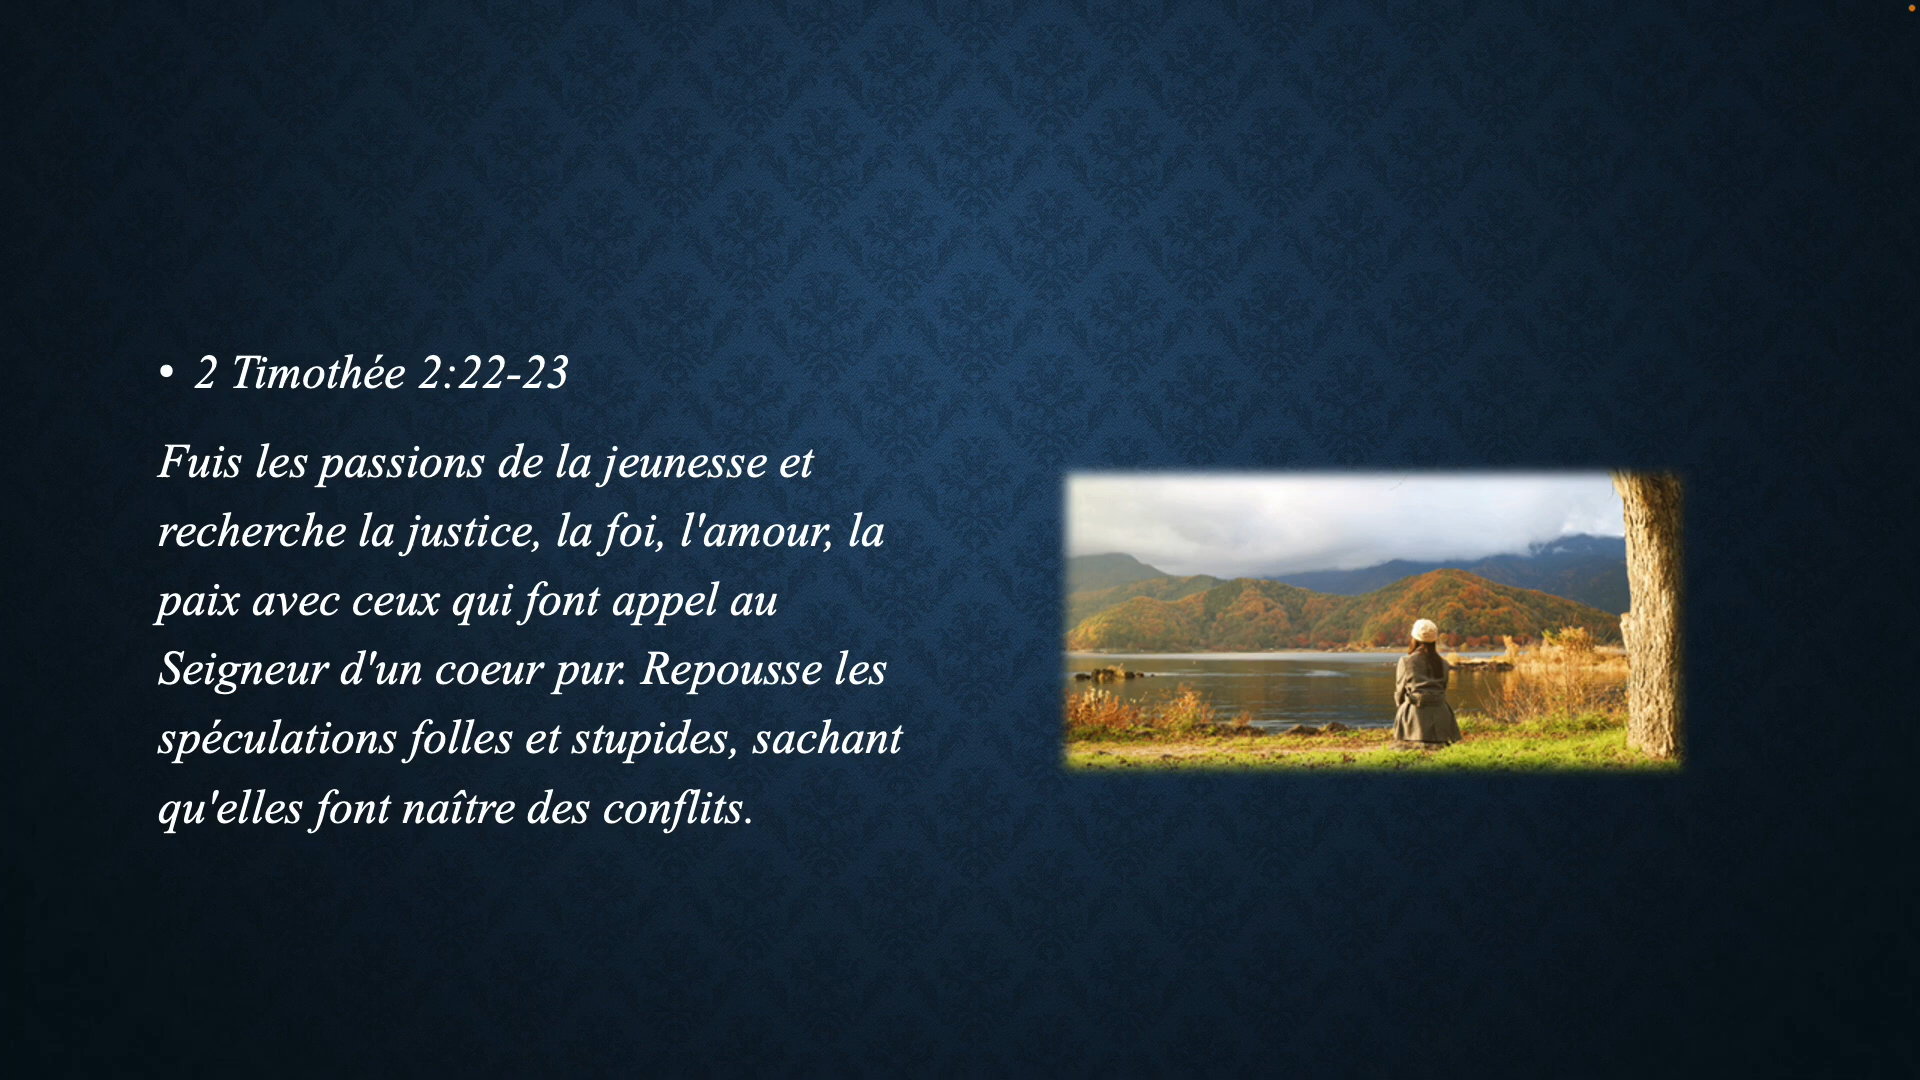 • 2 Timothée 2:22-23
Fuis les passions de la jeunesse et
recherche la justice, la foi, l'amour, la
paix avec ceux qui font appel au
Seigneur d'un coeur pur. Repousse les
spéculations folles et stupides, sachant
qu'elles font naître des conflits.